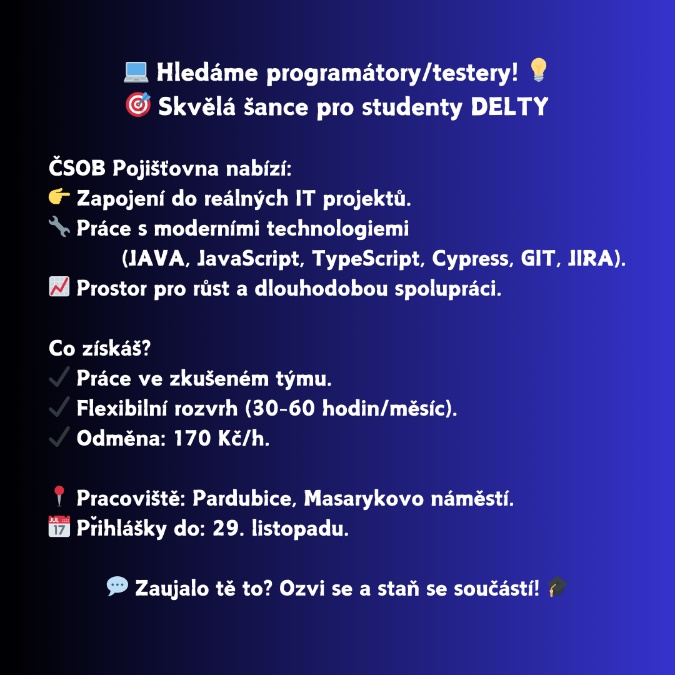 💻 Hledáme programátory/testery! 💡
🎯 Skvělá šance pro studenty DELTY
ČSOB Pojišťovna nabízí:
👉 Zapojení do reálných IT projektů.
🔧 Práce s moderními technologiemi
(JAVA, JavaScript, TypeScript, Cypress, GIT, JIRA).
📈 Prostor pro růst a dlouhodobou spolupráci.
Co získáš?
✔ Práce ve zkušeném týmu.
✔ Flexibilní rozvrh (30-60 hodin/měsíc).
✔ Odměna: 170 Kč/h.
📍 Pracoviště: Pardubice, Masarykovo náměstí.
📅 Přihlášky do: 29. listopadu.
💬 Zaujalo tě to? Ozvi se a staň se součástí! 🎓